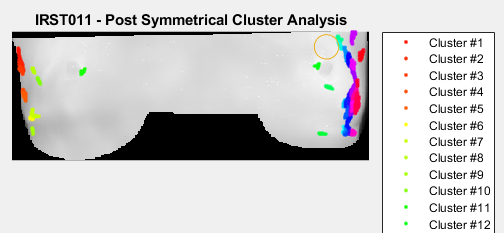 IRST011 - Post Symmetrical Cluster Analysis
Cluster #1
Cluster #2
Cluster #3
Cluster #4
Cluster #5
Cluster #6
Cluster #7
Cluster #8
Cluster #9
Cluster #10
Cluster #11
Cluster #12